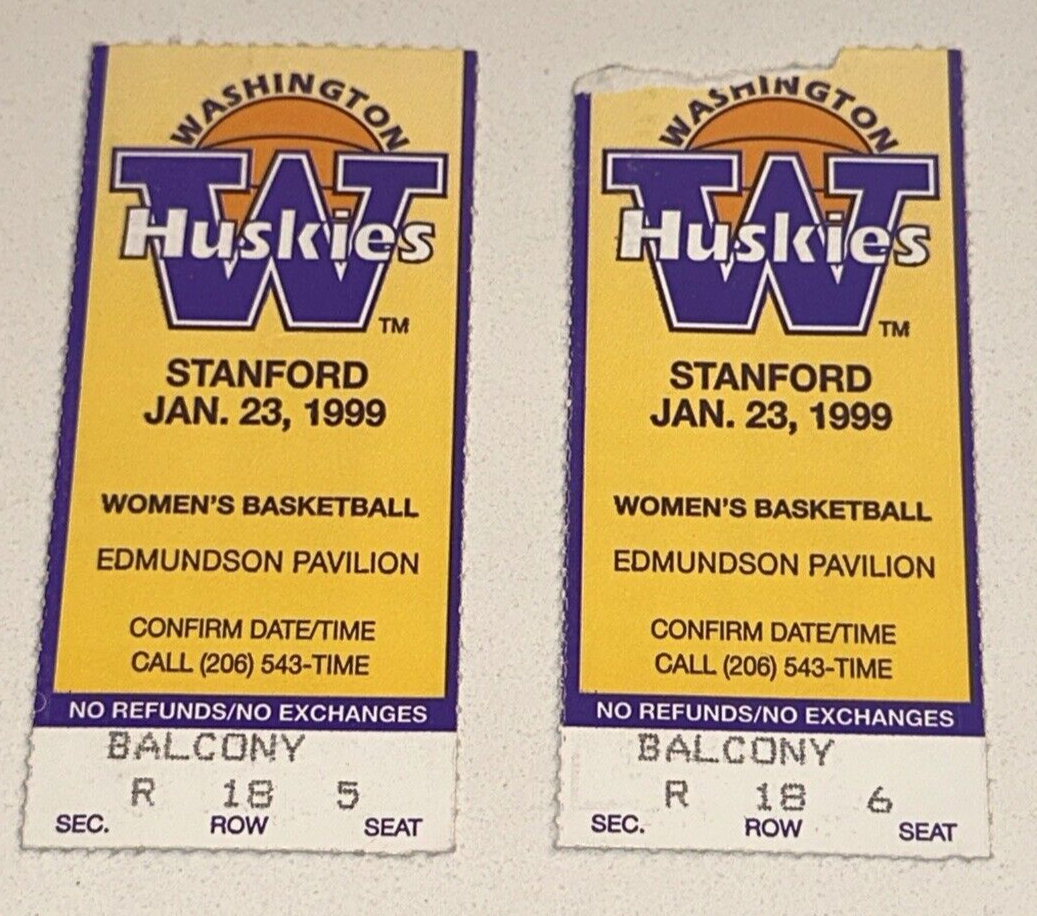 WASHINGTON
Huskies
TM
STANFORD
JAN. 23, 1999
WOMEN'S BASKETBALL
EDMUNDSON PAVILION
CONFIRM DATE/TIME
CALL (206) 543-TIME
NO REFUNDS/NO EXCHANGES
BALCONY
R 18 5
SEC. ROW SEAT
WASHINGTON
Huskies
TM
STANFORD
JAN. 23, 1999
WOMEN'S BASKETBALL
EDMUNDSON PAVILION
CONFIRM DATE/TIME
CALL (206) 543-TIME
NO REFUNDS/NO EXCHANGES
BALCONY
R 18 6
SEC. ROW SEAT